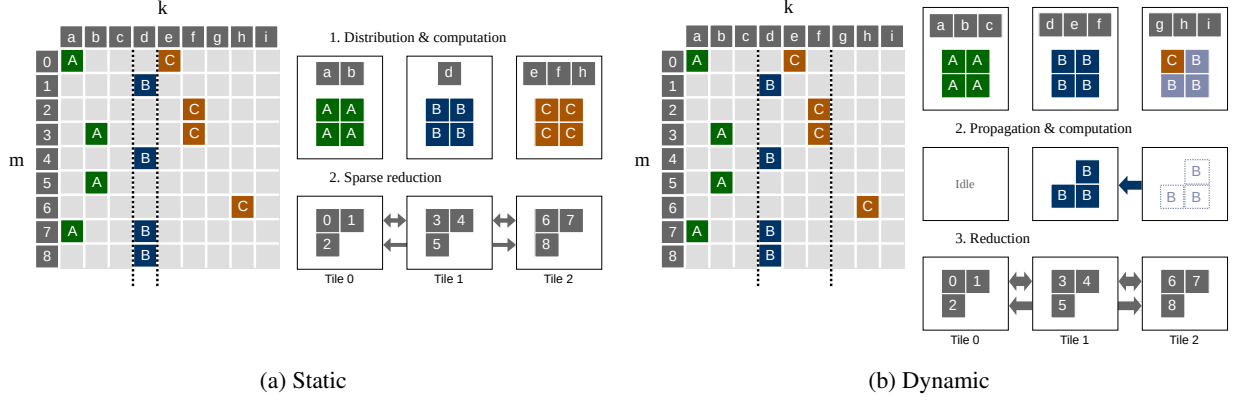 k
a b c d e f g h i
0 A C
1 B
2 C
3 A C
m
4 B
5 A
6 C
7 A B
8 B
1. Distribution & computation
a b d e f h
A A B B C C
A A B B C C
2. Sparse reduction
0 1 3 4 6 7
2 5 8
Tile 0 Tile 1 Tile 2
(a) Static
k
a b c d e f g h i
0 A C
1 B
2 C
3 A C
m
4 B
5 A
6 C
7 A B
8 B
a b c d e f g h i
A A B B C B
A A B B B B
2. Propagation & computation
Idle B B
B B B B
3. Reduction
0 1 3 4 6 7
2 5 8
Tile 0 Tile 1 Tile 2
(b) Dynamic